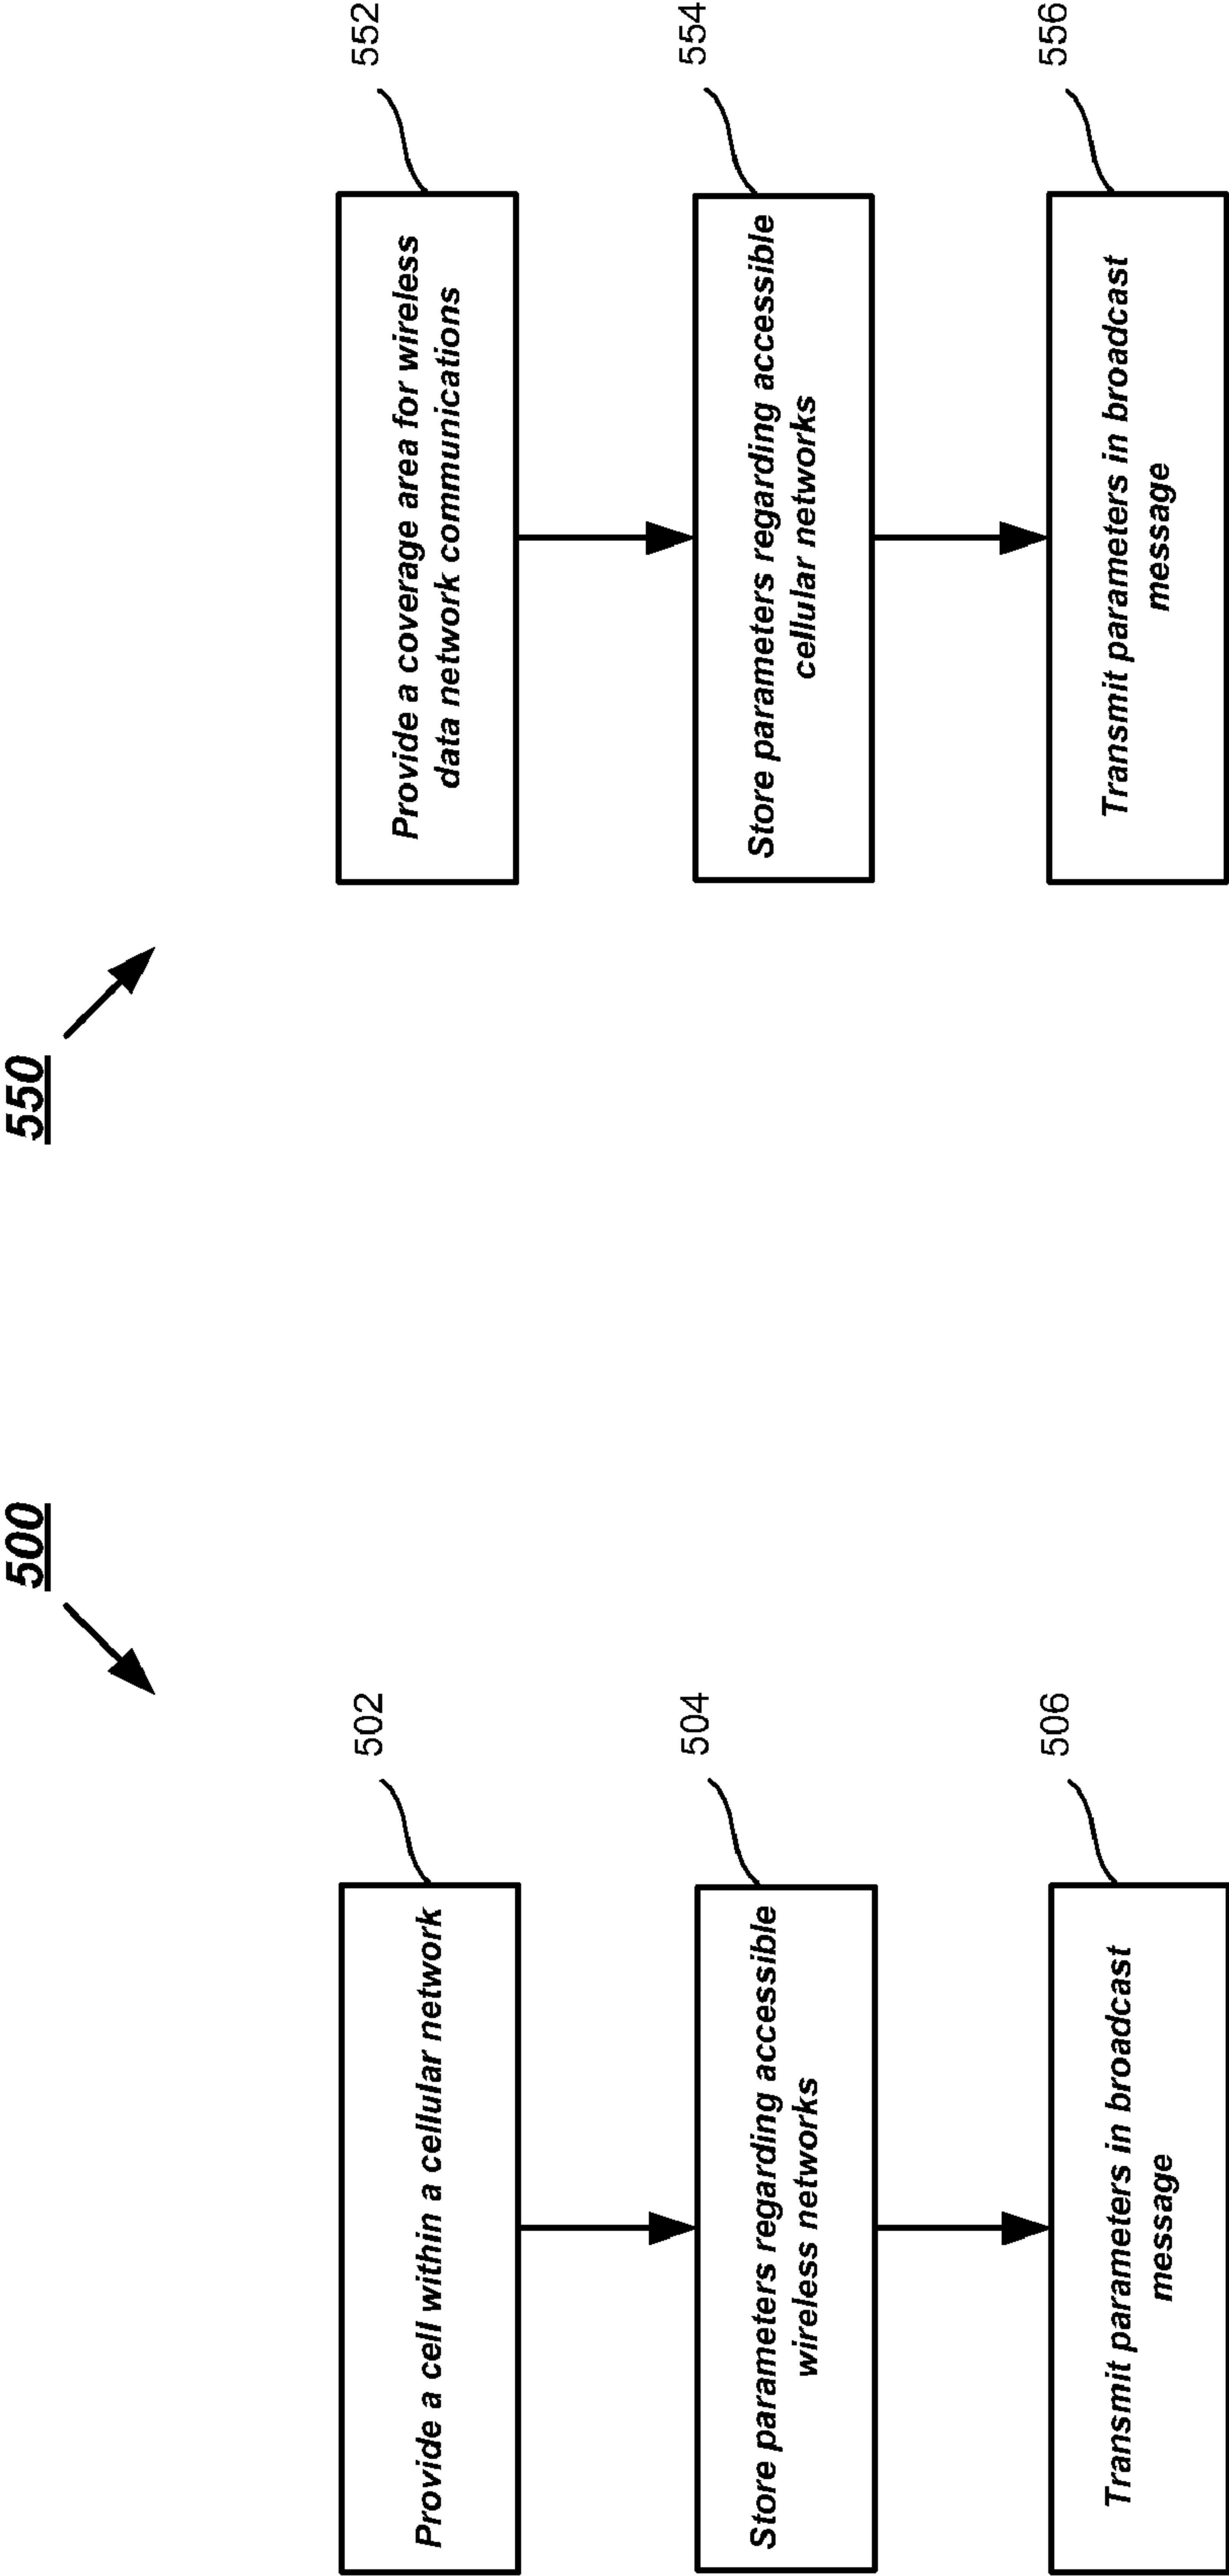 500
502
Provide a cell within a cellular network
504
Store parameters regarding accessible
wireless networks
506
Transmit parameters in broadcast
message
550
552
Provide a coverage area for wireless
data network communications
554
Store parameters regarding accessible
cellular networks
556
Transmit parameters in broadcast
message